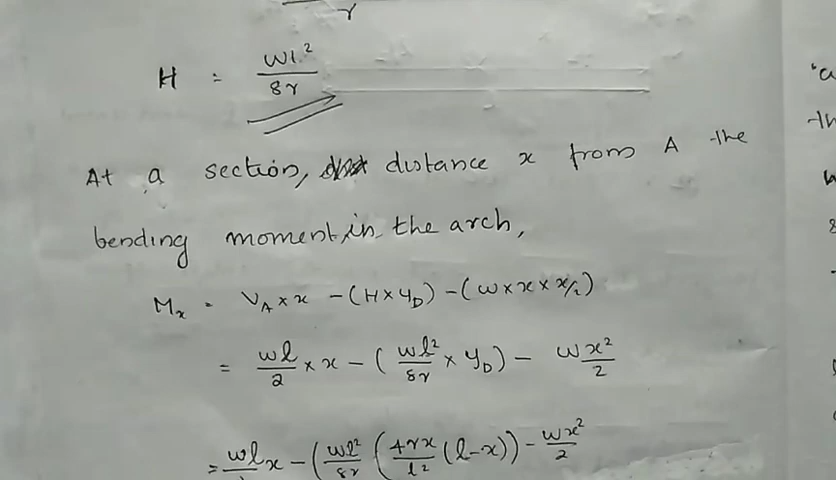 r
H = wl²/8r
At a section, distance x from A the
bending moment, in the arch,
Mx = VA × x − (H × yD) − (w × x × x/2)
= wl/2 × x − (wl²/8r × yD) − wx²/2
= wl x − (wl²/8r (4rx/l² (l−x)) − wx²/2